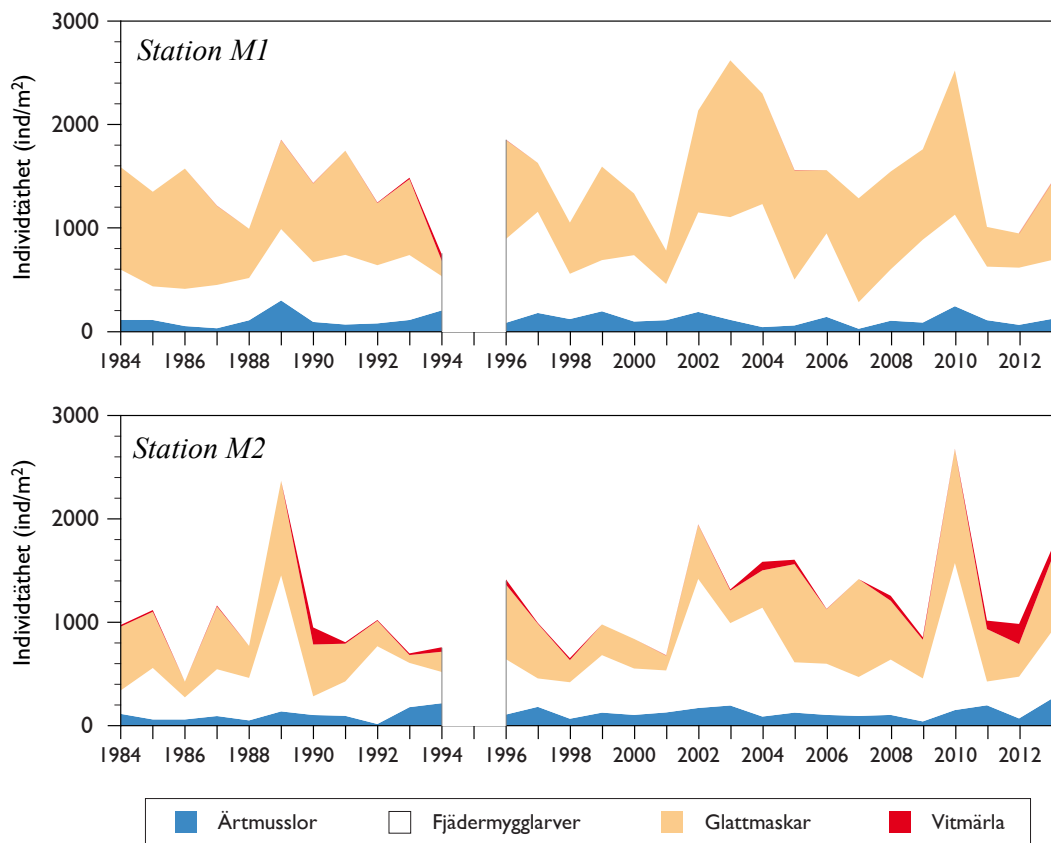 3000
Station M1
2000
1000
0
Individtäthet (ind/m²)
1984 1986 1988 1990 1992 1994 1996 1998 2000 2002 2004 2006 2008 2010 2012
3000
Station M2
2000
1000
0
Individtäthet (ind/m²)
1984 1986 1988 1990 1992 1994 1996 1998 2000 2002 2004 2006 2008 2010 2012
Ärtmusslor Fjädermygglarver Glattmaskar Vitmärla